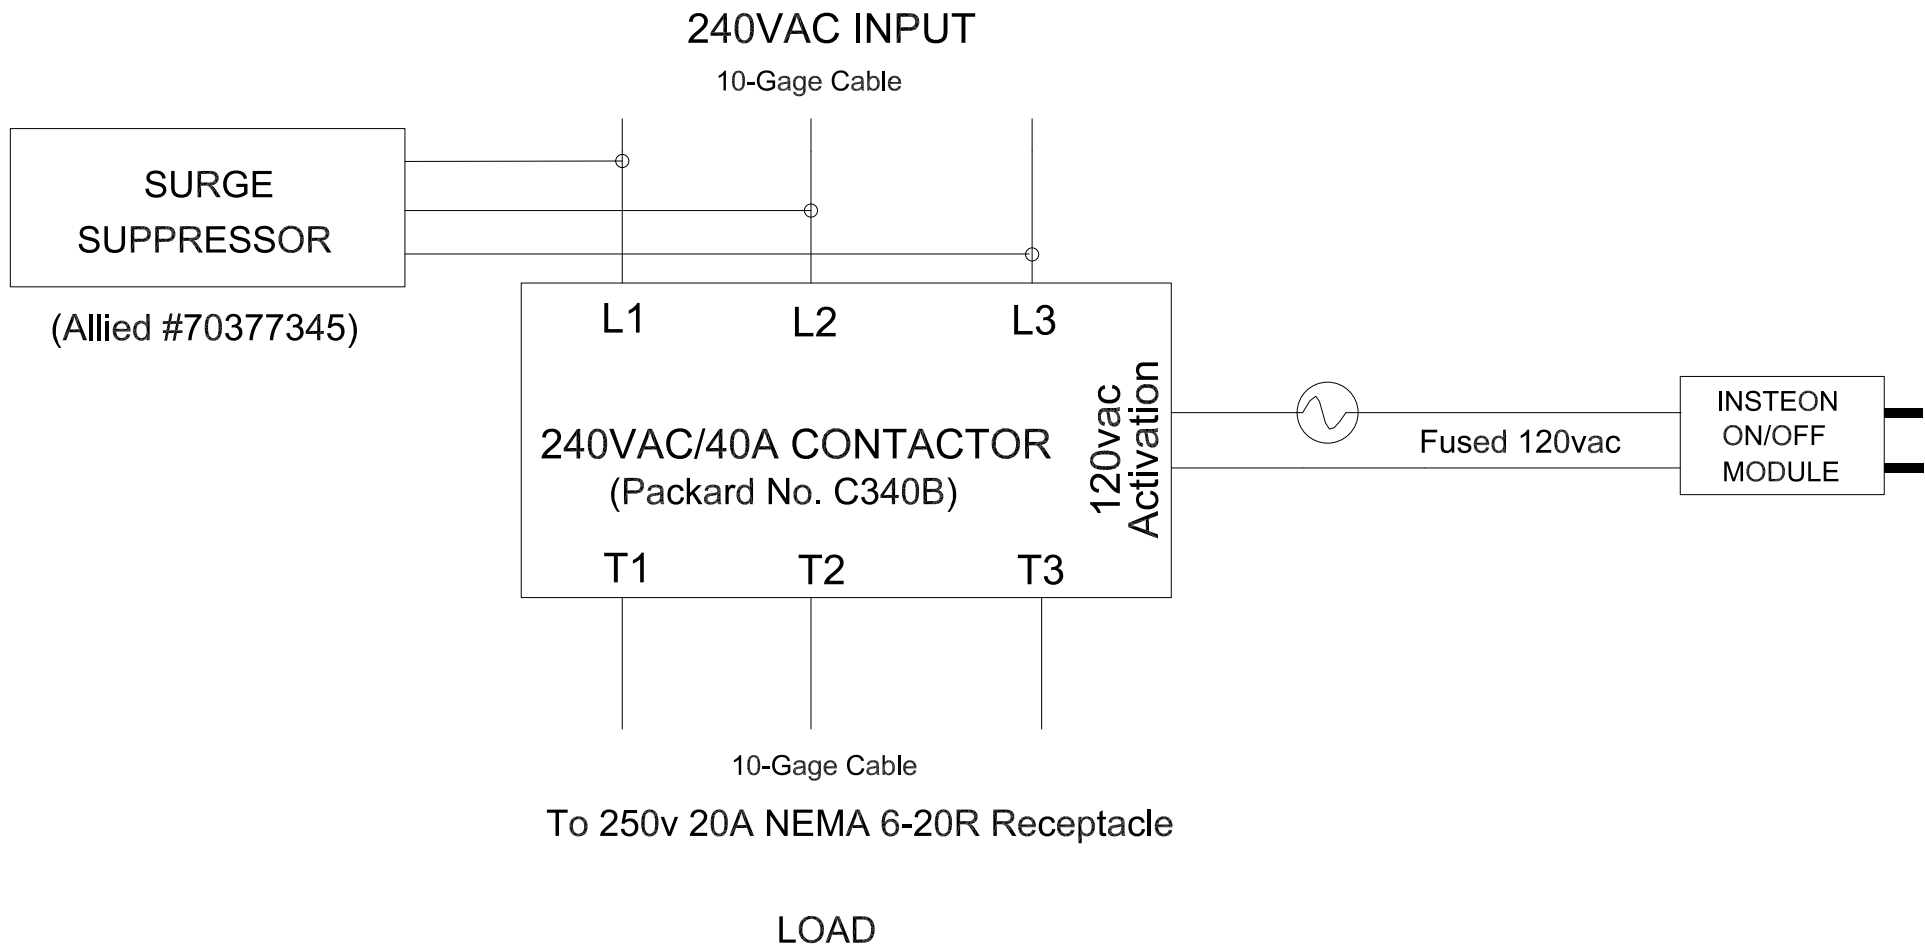 240VAC INPUT
10-Gage Cable
SURGE
SUPPRESSOR
(Allied #70377345)
L1
L2
L3
240VAC/40A CONTACTOR
(Packard No. C340B)
120vac
Activation
T1
T2
T3
Fused 120vac
INSTEON
ON/OFF
MODULE
10-Gage Cable
To 250v 20A NEMA 6-20R Receptacle
LOAD